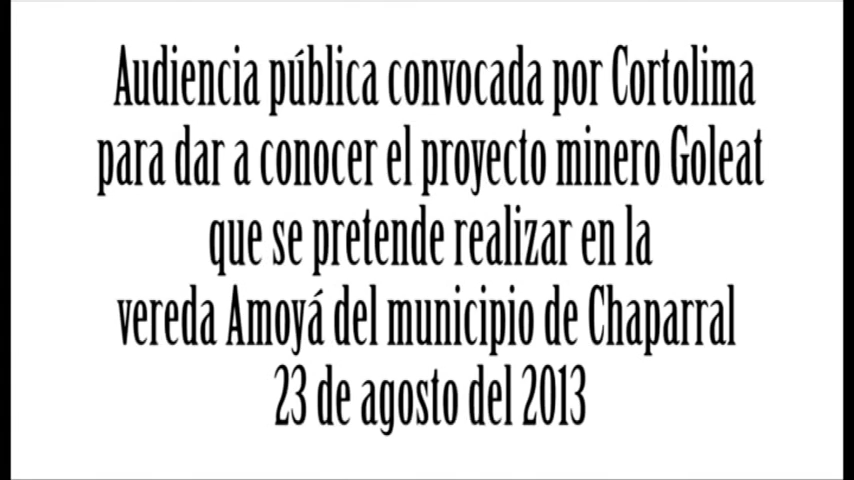 Audiencia pública convocada por Cortolima
para dar a conocer el proyecto minero Goleat
que se pretende realizar en la
vereda Amoyá del municipio de Chaparral
23 de agosto del 2013